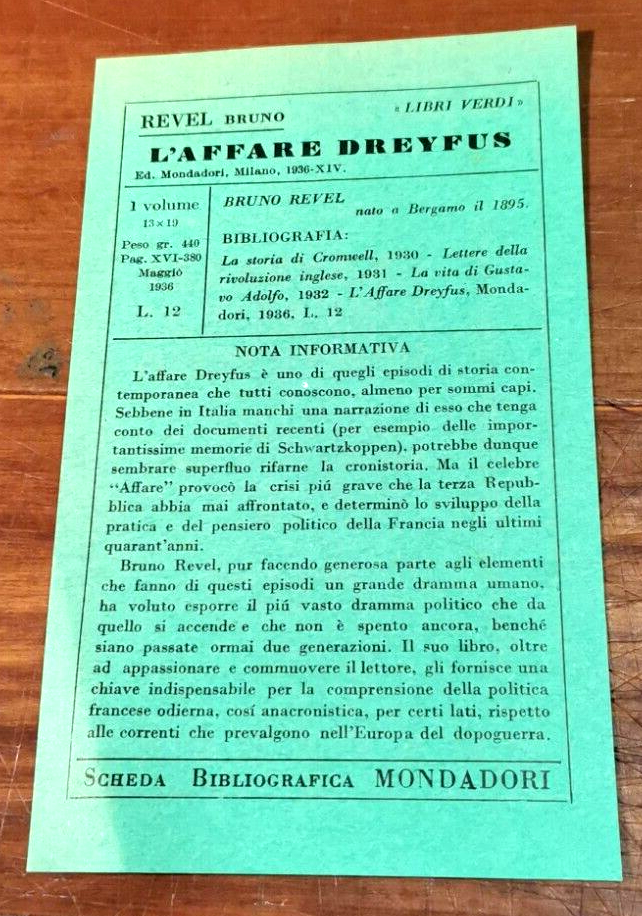 REVEL BRUNO « LIBRI VERDI »
L'AFFARE DREYFUS
Ed. Mondadori, Milano, 1936-XIV.
1 volume
13×19
Peso gr. 440
Pag. XVI-380
Maggio
1936
L. 12
BRUNO REVEL
nato a Bergamo il 1895.
BIBLIOGRAFIA:
La storia di Cromwell, 1930 - Lettere della
rivoluzione inglese, 1931 - La vita di Gusta-
vo Adolfo, 1932 - L'Affare Dreyfus, Monda-
dori, 1936, L. 12
NOTA INFORMATIVA
L'affare Dreyfus è uno di quegli episodi di storia con-
temporanea che tutti conoscono, almeno per sommi capi.
Sebbene in Italia manchi una narrazione di esso che tenga
conto dei documenti recenti (per esempio delle impor-
tantissime memorie di Schwartzkoppen), potrebbe dunque
sembrare superfluo rifarne la cronistoria. Ma il celebre
“Affare” provocò la crisi piú grave che la terza Repub-
blica abbia mai affrontato, e determinò lo sviluppo della
pratica e del pensiero politico della Francia negli ultimi
quarant'anni.
Bruno Revel, pur facendo generosa parte agli elementi
che fanno di questi episodi un grande dramma umano,
ha voluto esporre il piú vasto dramma politico che da
quello si accende e che non è spento ancora, benché
siano passate ormai due generazioni. Il suo libro, oltre
ad appassionare e commuovere il lettore, gli fornisce una
chiave indispensabile per la comprensione della politica
francese odierna, cosí anacronistica, per certi lati, rispetto
alle correnti che prevalgono nell'Europa del dopoguerra.
SCHEDA BIBLIOGRAFICA MONDADORI